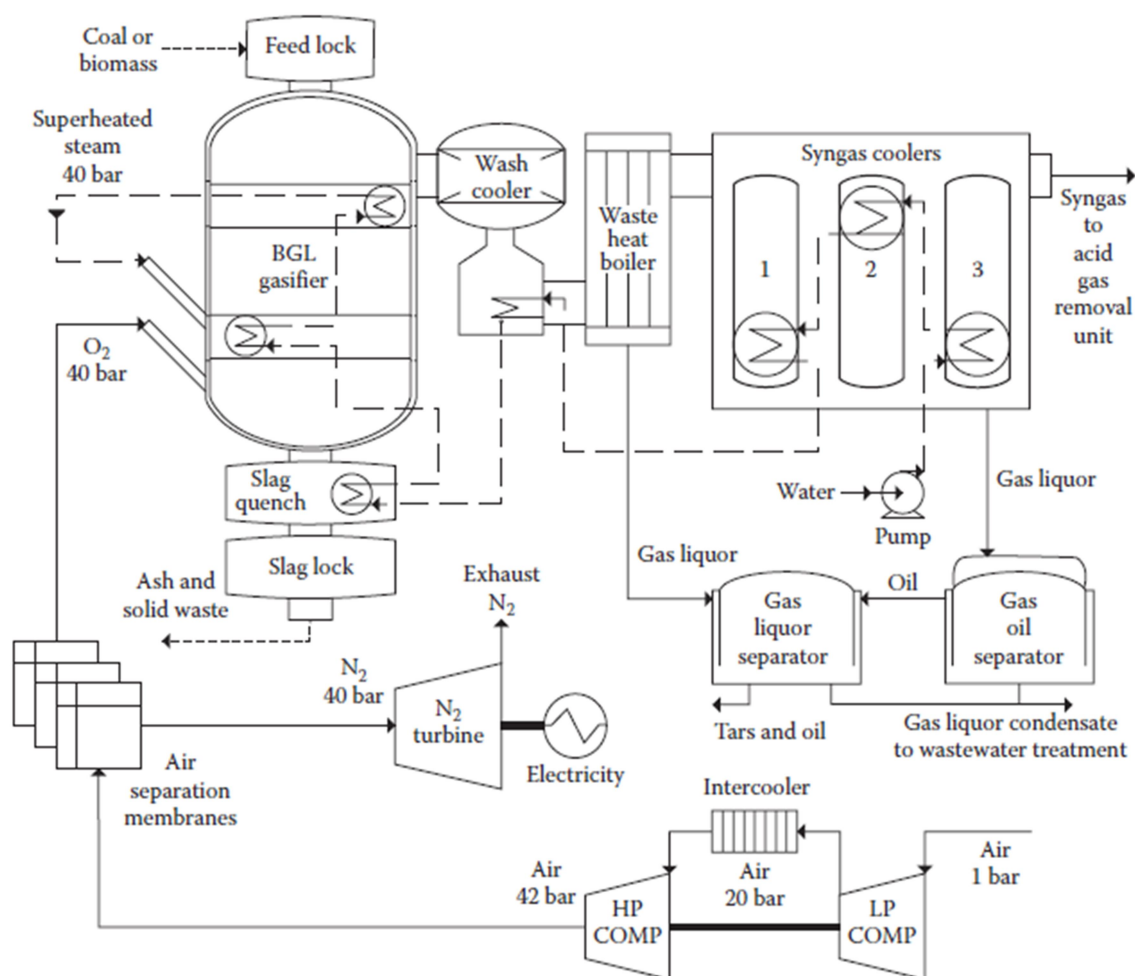 Coal or
biomass
Feed lock
Superheated
steam
40 bar
Wash
cooler
Syngas coolers
Waste
heat
boiler
1
2
3
Syngas
to
acid
gas
removal
unit
BGL
gasifier
O2
40 bar
Slag
quench
Water
Pump
Gas liquor
Slag lock
Gas liquor
Ash and
solid waste
Exhaust
N2
Oil
Gas
liquor
separator
Gas
oil
separator
N2
40 bar
N2
turbine
Tars and oil
Gas liquor condensate
to wastewater treatment
Electricity
Air
separation
membranes
Intercooler
Air
42 bar
Air
20 bar
Air
1 bar
HP
COMP
LP
COMP